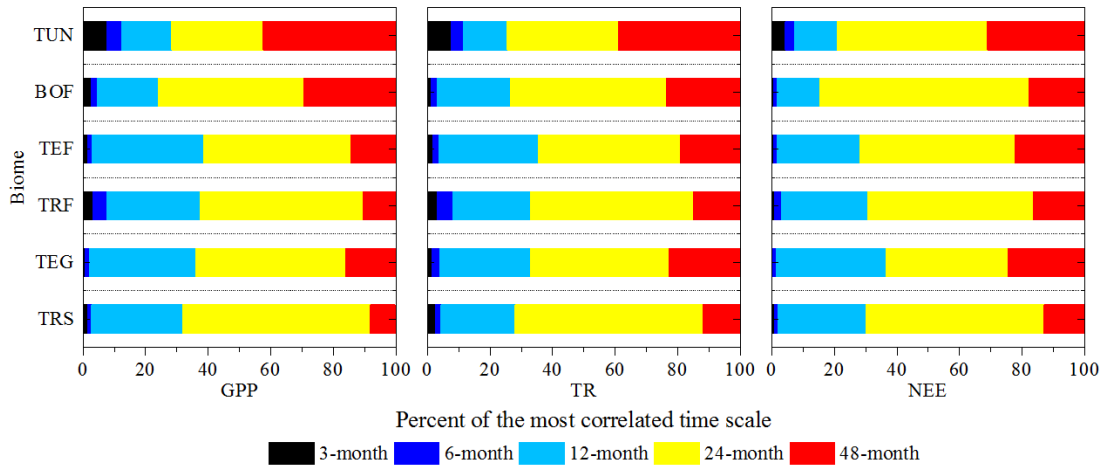 TUN
BOF
TEF
TRF
TEG
TRS
Biome
0 20 40 60 80 100 0 20 40 60 80 100 0 20 40 60 80 100
GPP TR NEE
Percent of the most correlated time scale
3-month 6-month 12-month 24-month 48-month